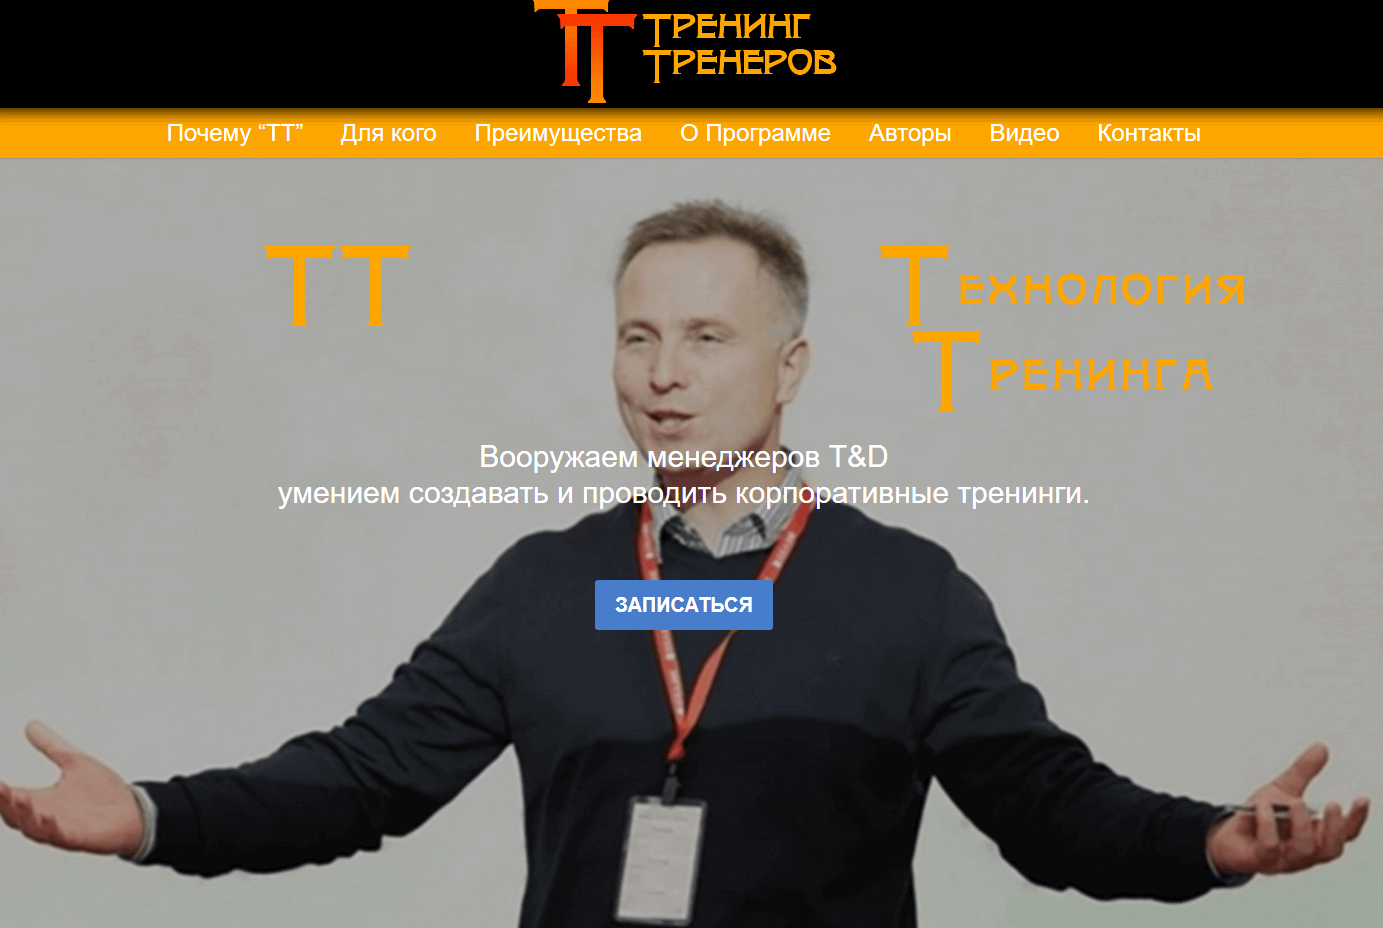 ТТ ТРЕНИНГ
ТРЕНЕРОВ
Почему “ТТ” Для кого Преимущества О Программе Авторы Видео Контакты
ТТ
ТЕХНОЛОГИЯ
ТРЕНИНГА
Вооружаем менеджеров T&D
умением создавать и проводить корпоративные тренинги.
ЗАПИСАТЬСЯ